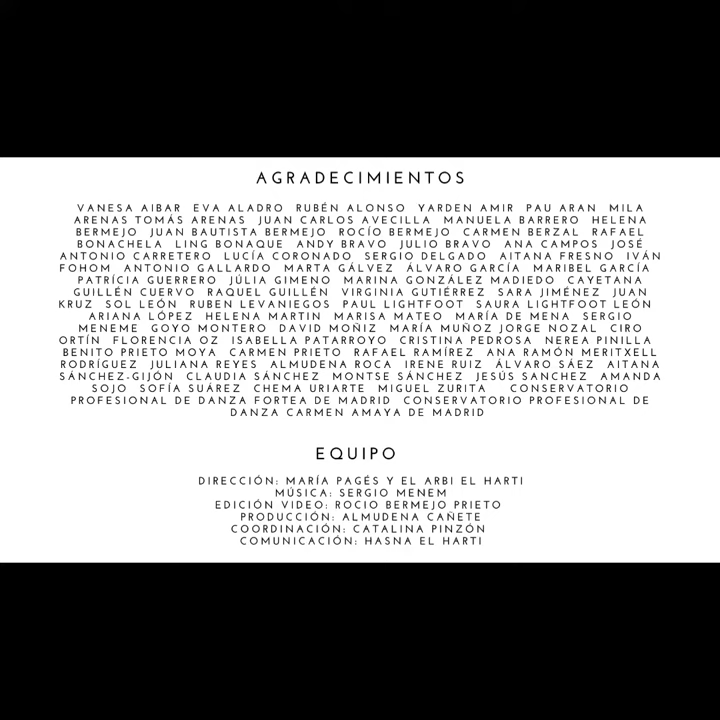 AGRADECIMIENTOS
VANESA AIBAR EVA ALADRO RUBÉN ALONSO YARDEN AMIR PAU ARAN MILA
ARENAS TOMÁS ARENAS JUAN CARLOS AVECILLA MANUELA BARRERO HELENA
BERMEJO JUAN BAUTISTA BERMEJO ROCÍO BERMEJO CARMEN BERZAL RAFAEL
BONACHELA LING BONAQUE ANDY BRAVO JULIO BRAVO ANA CAMPOS JOSÉ
ANTONIO CARRETERO LUCÍA CORONADO SERGIO DELGADO AITANA FRESNO IVÁN
FOHOM ANTONIO GALLARDO MARTA GÁLVEZ ÁLVARO GARCÍA MARIBEL GARCÍA
PATRÍCIA GUERRERO JÚLIA GIMENO MARINA GONZÁLEZ MADIEDO CAYETANA
GUILLÉN CUERVO RAQUEL GUILLÉN VIRGINIA GUTIÉRREZ SARA JIMÉNEZ JUAN
KRUZ SOL LEÓN RUBEN LEVANIEGOS PAUL LIGHTFOOT SAURA LIGHTFOOT LEÓN
ARIANA LÓPEZ HELENA MARTIN MARISA MATEO MARÍA DE MENA SERGIO
MENEME GOYO MONTERO DAVID MOÑIZ MARÍA MUÑOZ JORGE NOZAL CIRO
ORTÍN FLORENCIA OZ ISABELLA PATARROYO CRISTINA PEDROSA NEREA PINILLA
BENITO PRIETO MOYA CARMEN PRIETO RAFAEL RAMÍREZ ANA RAMÓN MERITXELL
RODRÍGUEZ JULIANA REYES ALMUDENA ROCA IRENE RUIZ ÁLVARO SÁEZ AITANA
SÁNCHEZ-GIJÓN CLAUDIA SÁNCHEZ MONTSE SÁNCHEZ JESÚS SANCHEZ AMANDA
SOJO SOFÍA SUÁREZ CHEMA URIARTE MIGUEL ZURITA CONSERVATORIO
PROFESIONAL DE DANZA FORTEA DE MADRID CONSERVATORIO PROFESIONAL DE
DANZA CARMEN AMAYA DE MADRID
EQUIPO
DIRECCIÓN: MARÍA PAGÉS Y EL ARBI EL HARTI
MÚSICA: SERGIO MENEM
EDICIÓN VIDEO: ROCIO BERMEJO PRIETO
PRODUCCIÓN: ALMUDENA CAÑETE
COORDINACIÓN: CATALINA PINZÓN
COMUNICACIÓN: HASNA EL HARTI